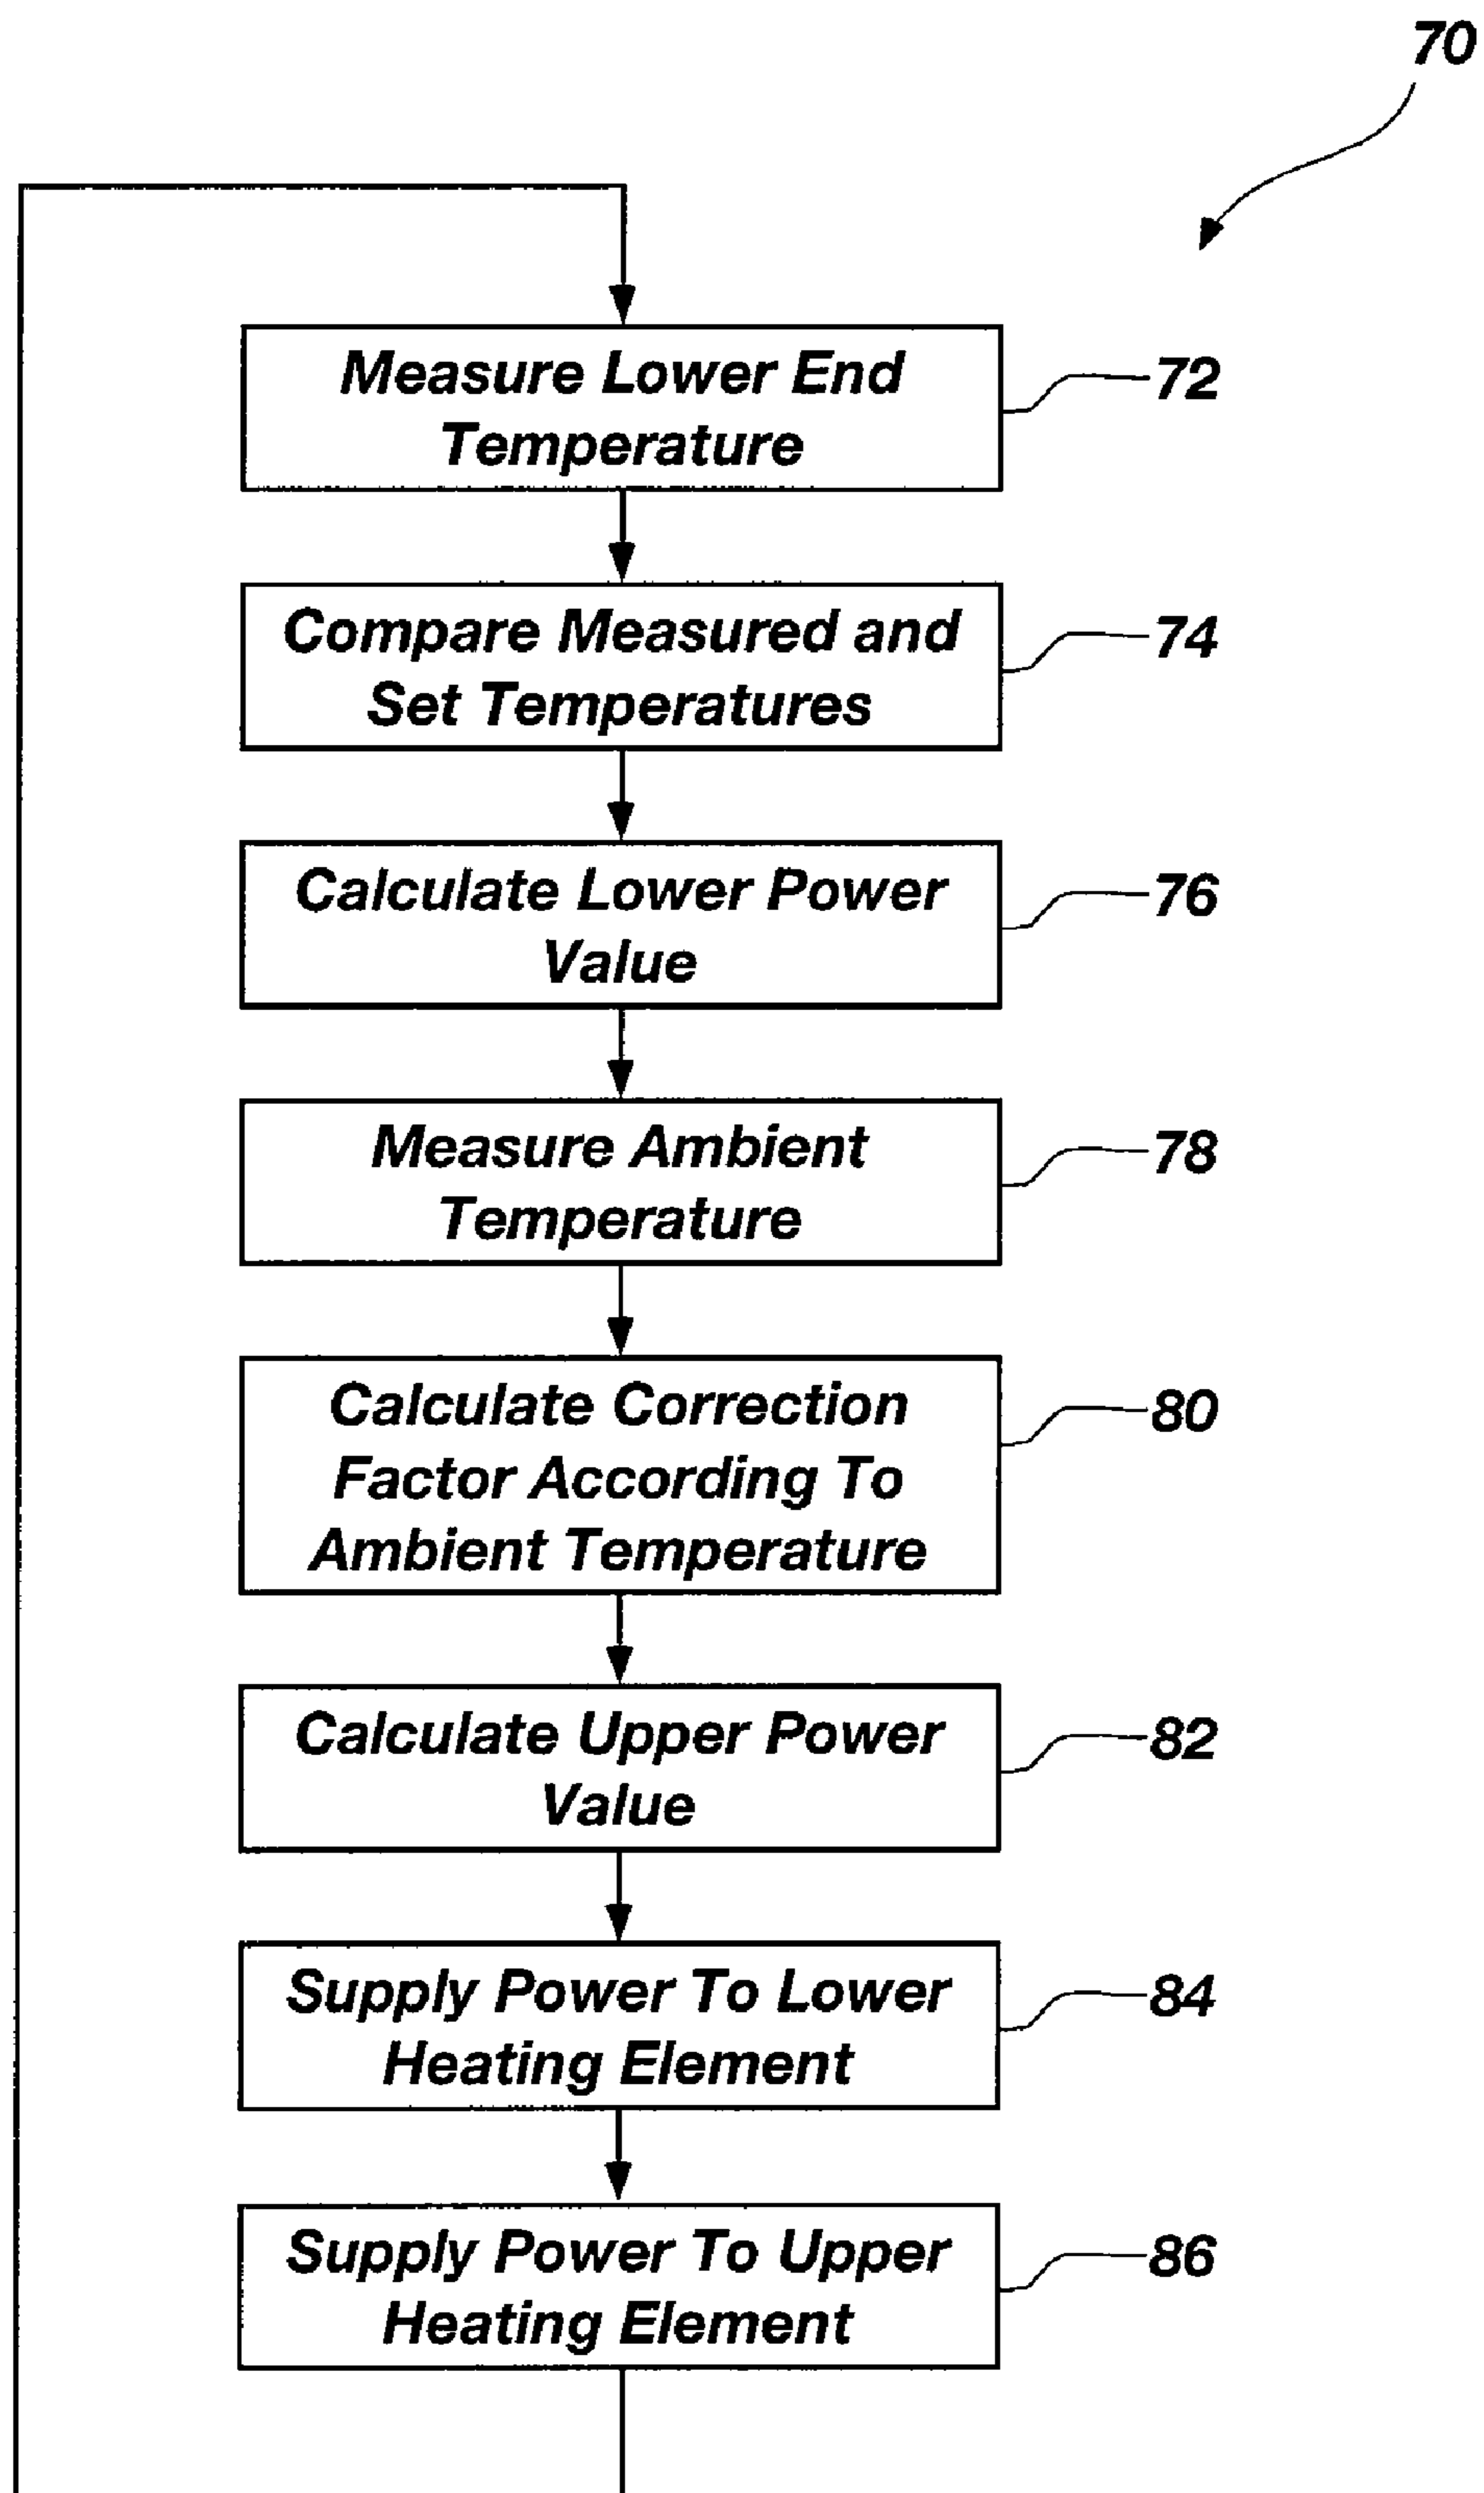 70
Measure Lower End
Temperature
72
Compare Measured and
Set Temperatures
74
Calculate Lower Power
Value
76
Measure Ambient
Temperature
78
Calculate Correction
Factor According To
Ambient Temperature
80
Calculate Upper Power
Value
82
Supply Power To Lower
Heating Element
84
Supply Power To Upper
Heating Element
86